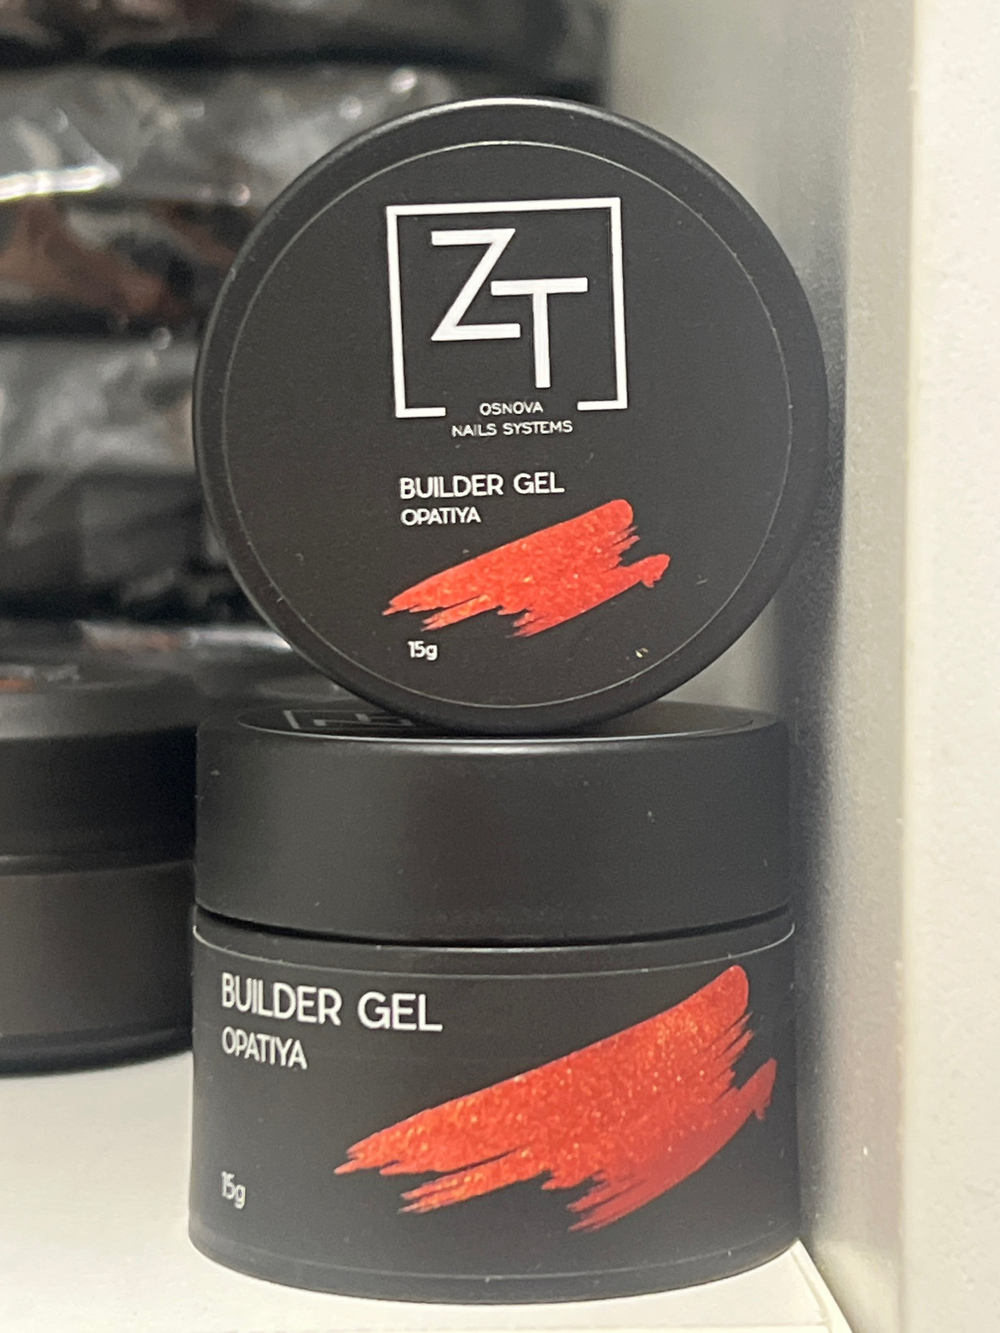 ZT
OSNOVA
NAILS SYSTEMS
BUILDER GEL
OPATIYA
15g
BUILDER GEL
OPATIYA
15g